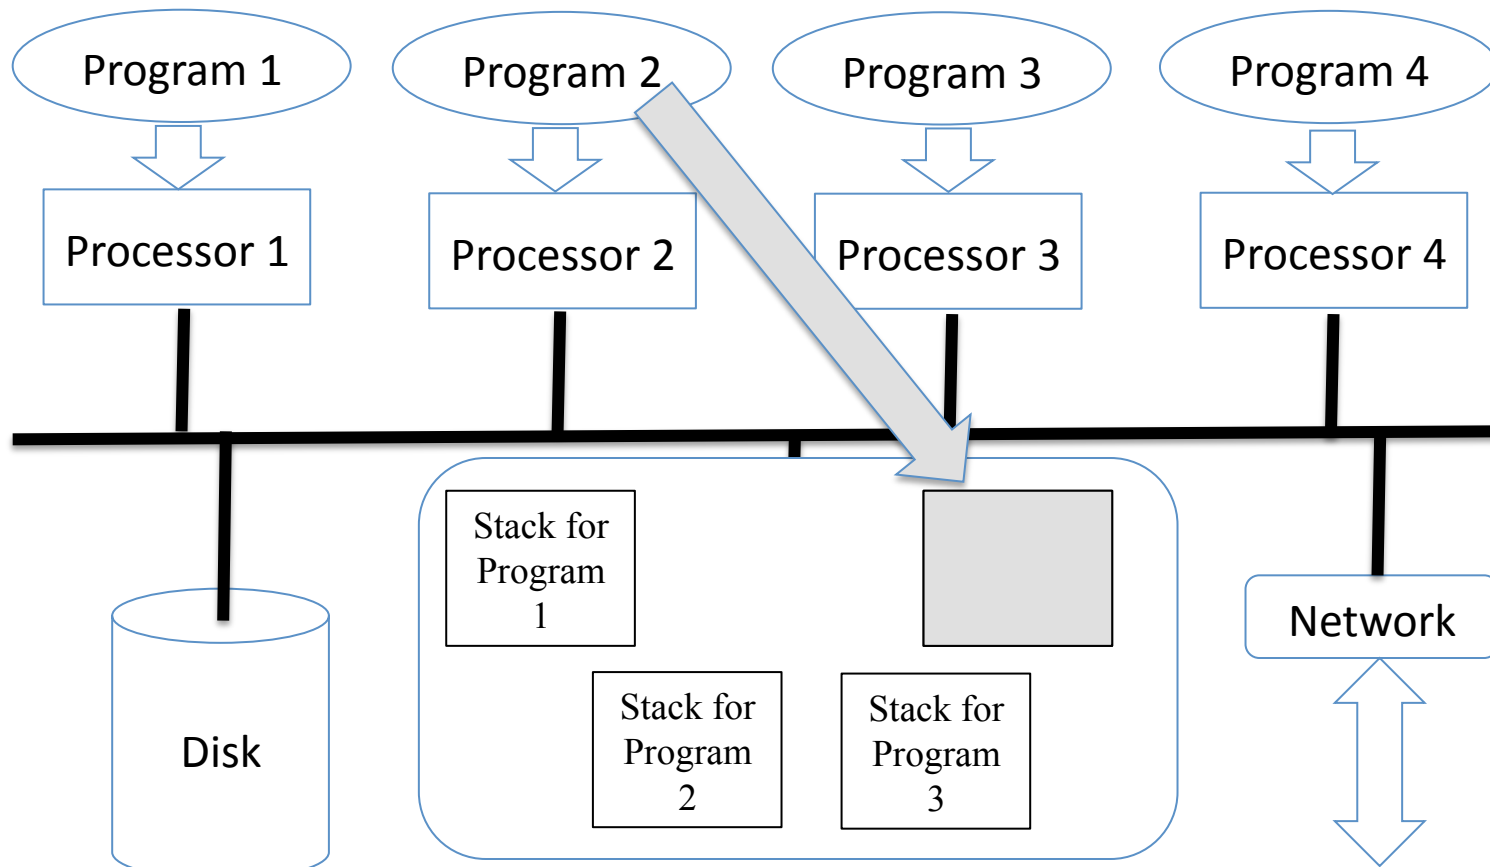 Program 1
Program 2
Program 3
Program 4
Processor 1
Processor 2
Processor 3
Processor 4
Stack for
Program
1
Stack for
Program
2
Stack for
Program
3
Disk
Network